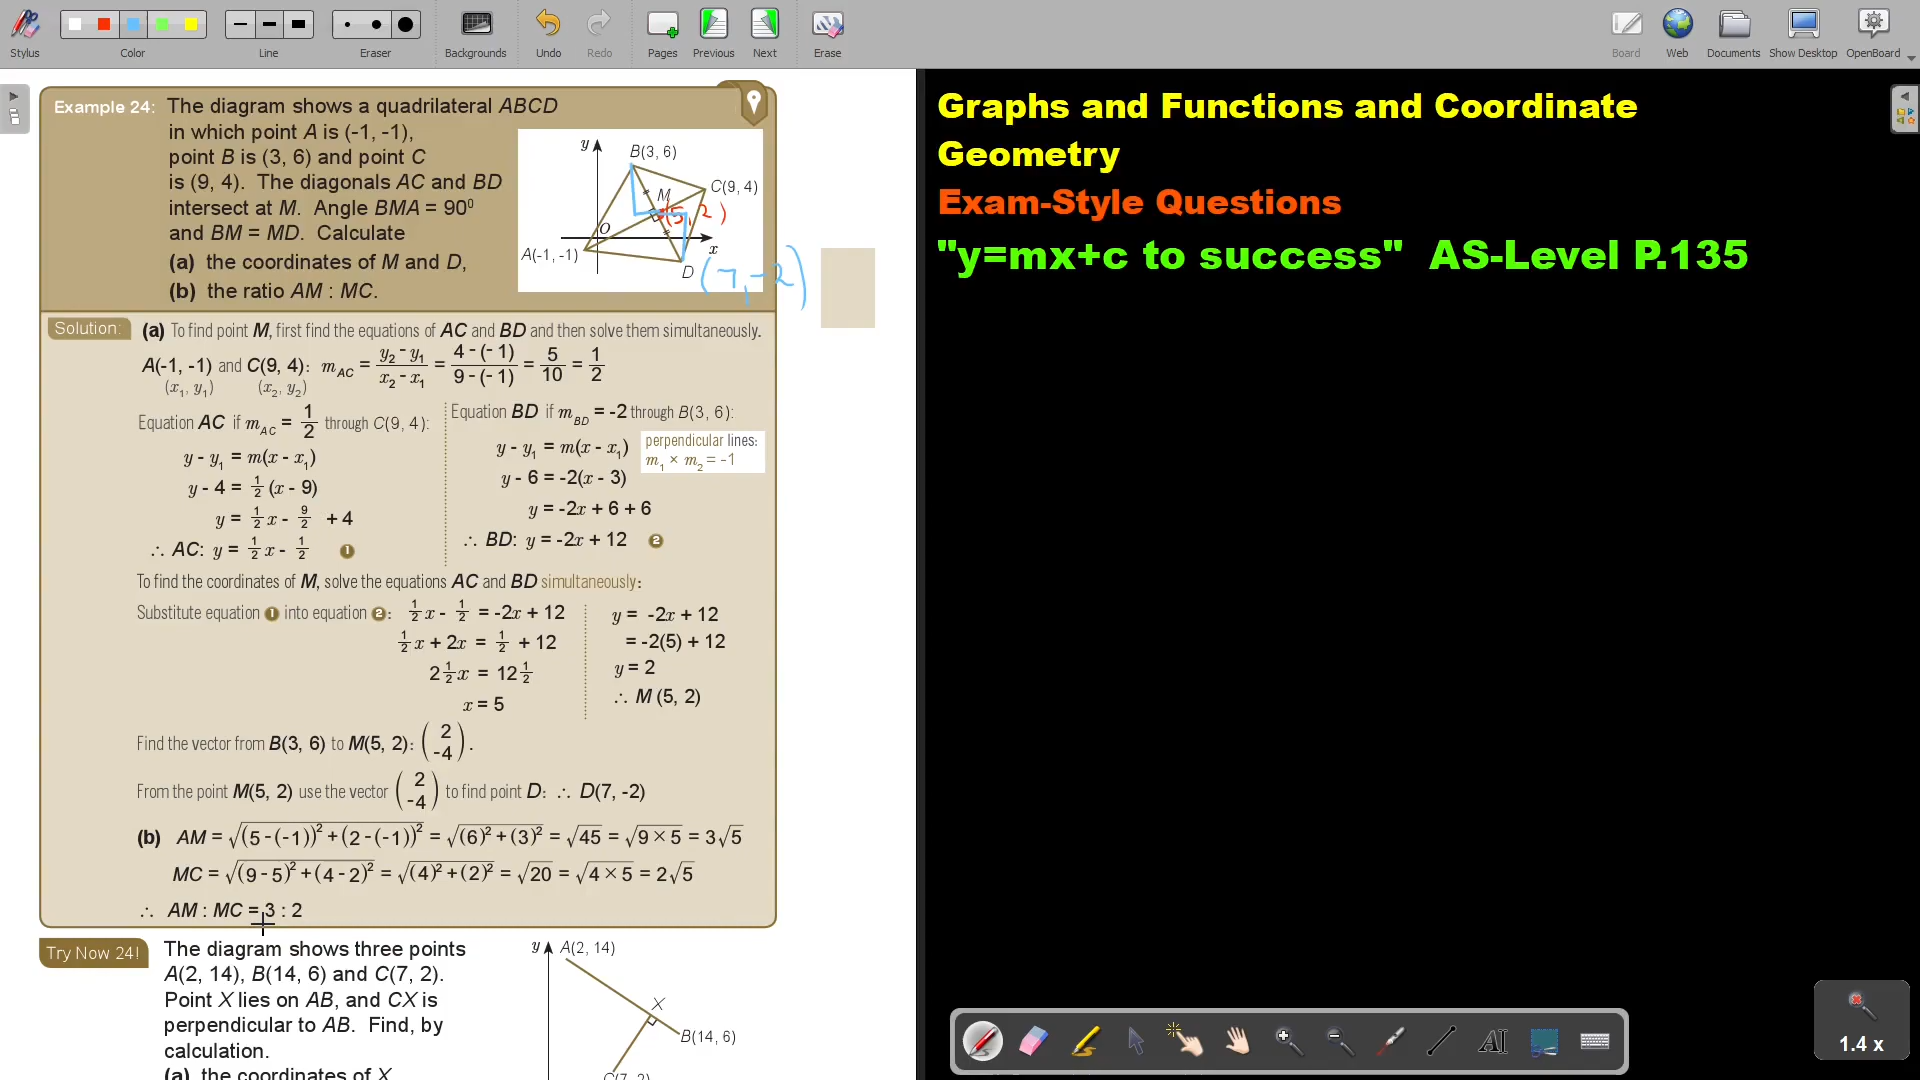 Stylus
Color
Line
Eraser
Backgrounds
Undo
Redo
Pages
Previous
Next
Erase
Board
Web
Documents
Show Desktop
OpenBoard
Example 24: The diagram shows a quadrilateral ABCD
in which point A is (-1, -1),
point B is (3, 6) and point C
is (9, 4). The diagonals AC and BD
intersect at M. Angle BMA = 90⁰
and BM = MD. Calculate
(a) the coordinates of M and D,
(b) the ratio AM : MC.
y
B(3, 6)
C(9, 4)
M
(5, 2)
O
x
A(-1, -1)
D
(7, -2)
Solution: (a) To find point M, first find the equations of AC and BD and then solve them simultaneously.
A(-1, -1) and C(9, 4): m_AC = (y₂ - y₁)/(x₂ - x₁) = (4 - (-1))/(9 - (-1)) = 5/10 = 1/2
(x₁, y₁) (x₂, y₂)
Equation AC if m_AC = 1/2 through C(9, 4):
y - y₁ = m(x - x₁)
y - 4 = 1/2 (x - 9)
y = 1/2 x - 9/2 + 4
∴ AC: y = 1/2 x - 1/2 ❶
Equation BD if m_BD = -2 through B(3, 6):
y - y₁ = m(x - x₁)
perpendicular lines:
m₁ × m₂ = -1
y - 6 = -2(x - 3)
y = -2x + 6 + 6
∴ BD: y = -2x + 12 ❷
To find the coordinates of M, solve the equations AC and BD simultaneously:
Substitute equation ❶ into equation ❷: 1/2 x - 1/2 = -2x + 12
1/2 x + 2x = 1/2 + 12
2 1/2 x = 12 1/2
x = 5
y = -2x + 12
= -2(5) + 12
y = 2
∴ M (5, 2)
Find the vector from B(3, 6) to M(5, 2): (2 -4).
From the point M(5, 2) use the vector (2 -4) to find point D: ∴ D(7, -2)
(b) AM = √((5 - (-1))² + (2 - (-1))²) = √((6)² + (3)²) = √45 = √(9 × 5) = 3√5
MC = √((9 - 5)² + (4 - 2)²) = √((4)² + (2)²) = √20 = √(4 × 5) = 2√5
∴ AM : MC = 3 : 2
Try Now 24! The diagram shows three points
A(2, 14), B(14, 6) and C(7, 2).
Point X lies on AB, and CX is
perpendicular to AB. Find, by
calculation.
(a) the coordinates of X
y
A(2, 14)
X
B(14, 6)
C(7, 2)
Graphs and Functions and Coordinate
Geometry
Exam-Style Questions
"y=mx+c to success" AS-Level P.135
AI
1.4 x